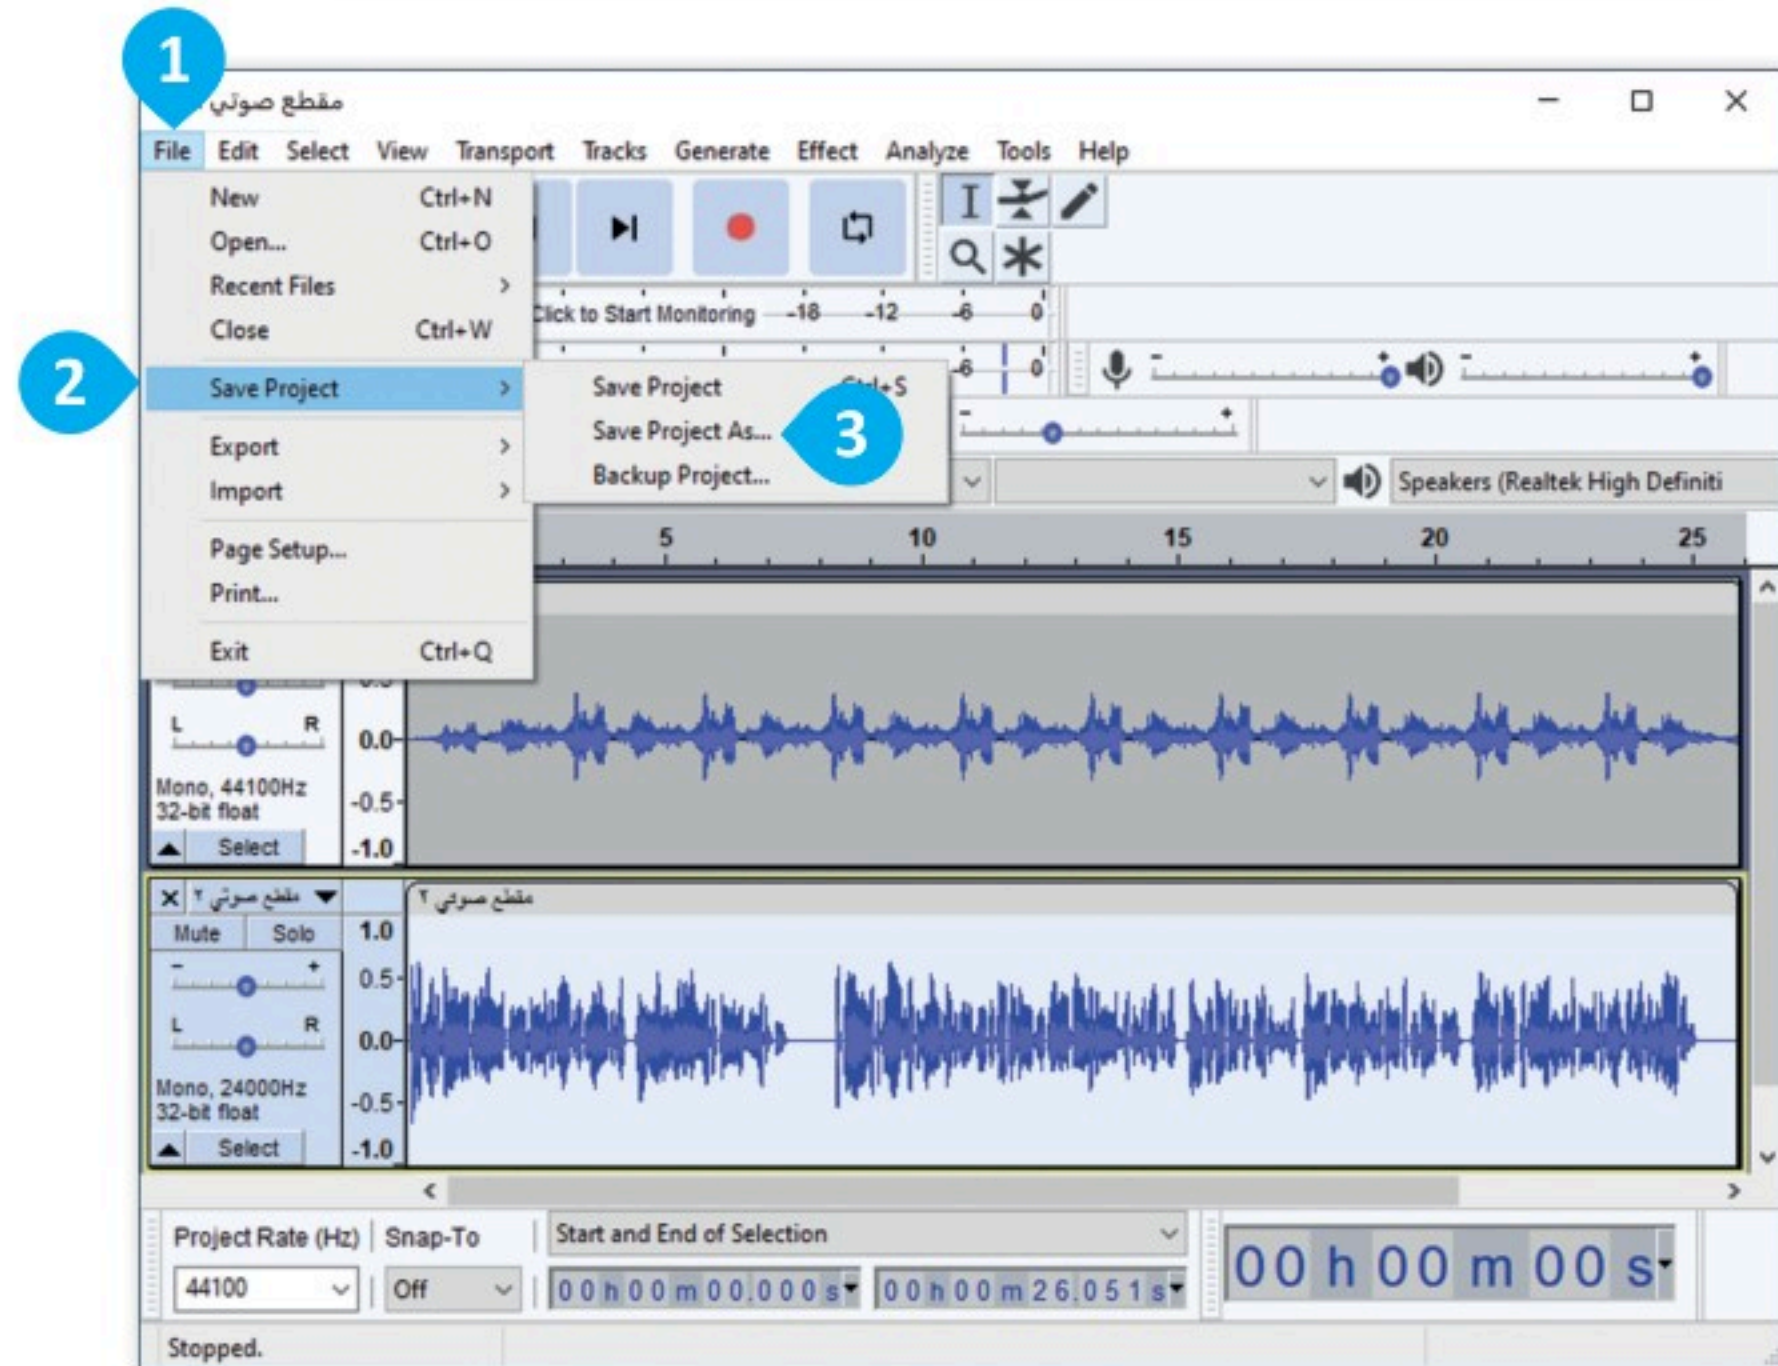 1
مقطع صوتي
File Edit Select View Transport Tracks Generate Effect Analyze Tools Help
New Ctrl+N
Open... Ctrl+O
Recent Files >
Close Ctrl+W
2
Save Project >
Export >
Import >
Page Setup...
Print...
Exit Ctrl+Q
Save Project
Save Project As...
Backup Project...
3
Click to Start Monitoring -18 -12 -6 0
-6 0
- + - +
- +
Speakers (Realtek High Definiti
5 10 15 20 25
L R
Mono, 44100Hz
32-bit float
Select
0.0
-0.5
-1.0
مقطع صوتي ٢
مقطع صوتي ٢
Mute Solo
- +
L R
Mono, 24000Hz
32-bit float
Select
1.0
0.5
0.0
-0.5
-1.0
Project Rate (Hz) Snap-To Start and End of Selection
44100 Off 00h00m00.000s 00h00m26.051s
00h00m00s
Stopped.